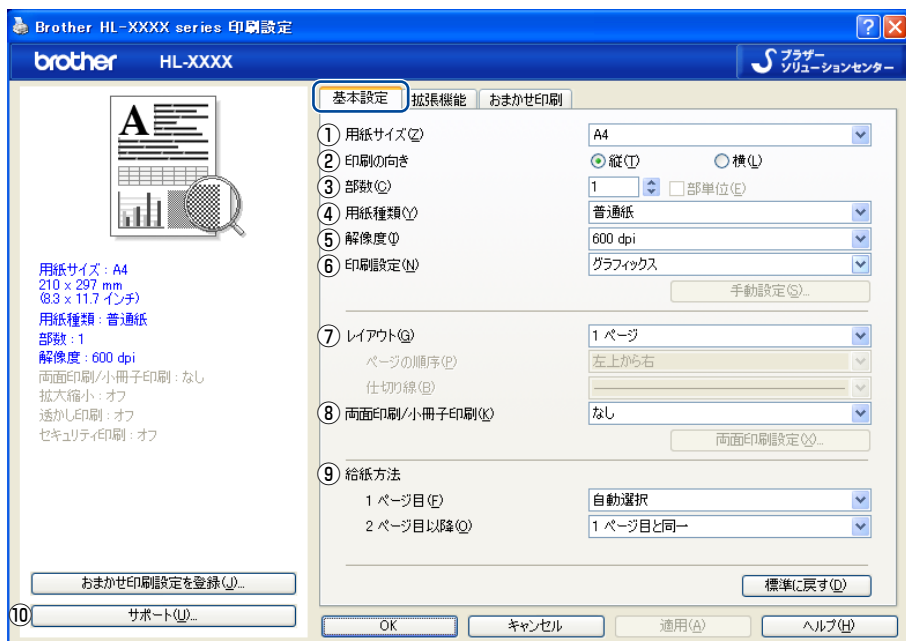 Brother HL-XXXX series 印刷設定
brother HL-XXXX
ブラザー
ソリューションセンター
基本設定 拡張機能 おまかせ印刷
① 用紙サイズ(Z) A4
② 印刷の向き 縦(T) 横(L)
③ 部数(C) 1 部単位(E)
④ 用紙種類(Y) 普通紙
⑤ 解像度(I) 600 dpi
⑥ 印刷設定(N) グラフィックス
手動設定(S)...
⑦ レイアウト(G) 1 ページ
ページの順序(P) 左上から右
仕切り線(B)
⑧ 両面印刷/小冊子印刷(K) なし
両面印刷設定(X)...
⑨ 給紙方法
1 ページ目(F) 自動選択
2 ページ目以降(O) 1 ページ目と同一
標準に戻す(D)
A
用紙サイズ : A4
210 x 297 mm
(8.3 x 11.7 インチ)
用紙種類 : 普通紙
部数 : 1
解像度 : 600 dpi
両面印刷/小冊子印刷 : なし
拡大縮小 : オフ
透かし印刷 : オフ
セキュリティ印刷 : オフ
おまかせ印刷設定を登録(J)...
⑩ サポート(U)...
OK キャンセル 適用(A) ヘルプ(H)